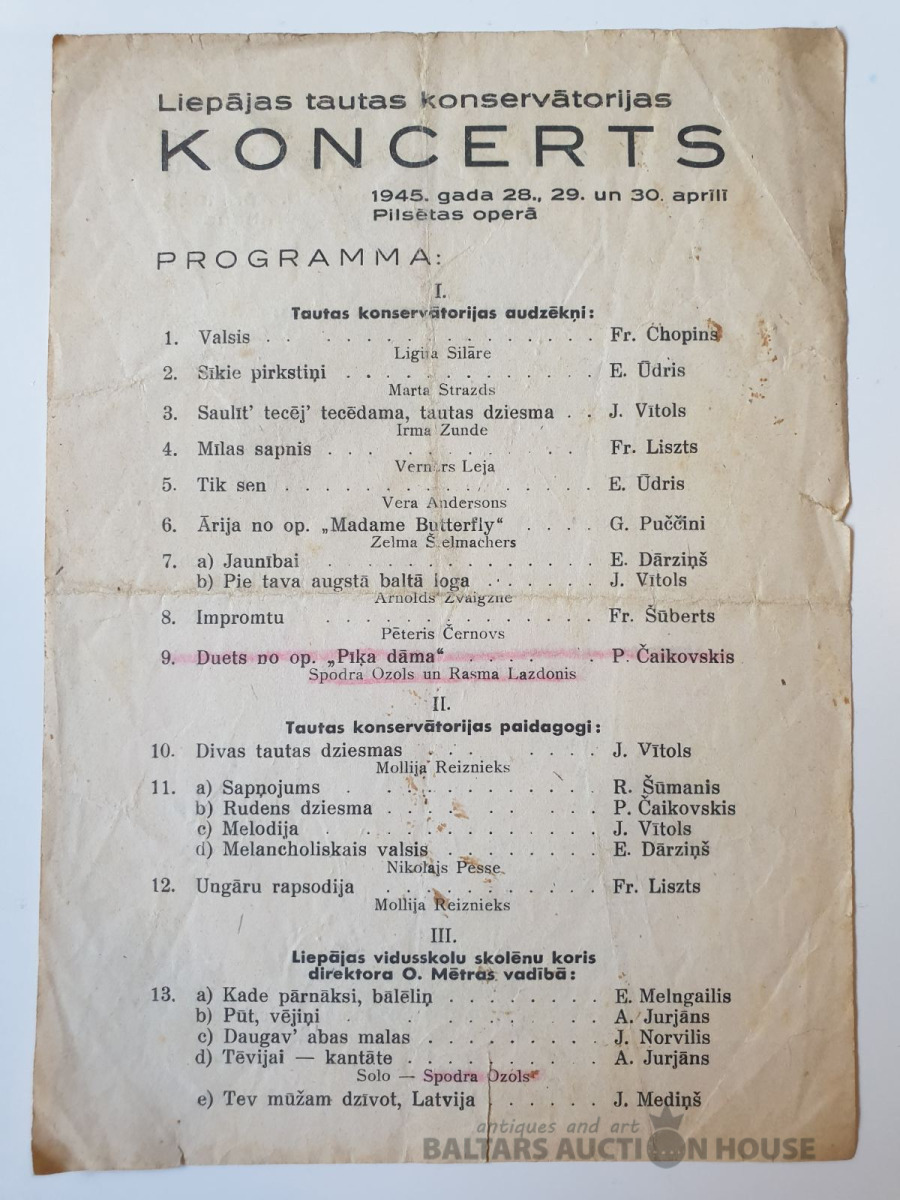 Liepājas tautas konservātorijas
KONCERTS
1945. gada 28., 29. un 30. aprīlī
Pilsētas operā
PROGRAMMA:
I.
Tautas konservātorijas audzēkņi:
1. Valsis . . . . . . . . . . . . . . Fr. Chopins
Ligita Silāre
2. Sīkie pirkstiņi . . . . . . . . . . . E. Ūdris
Marta Strazds
3. Saulīt' tecēj' tecēdama, tautas dziesma . . J. Vītols
Irma Zunde
4. Mīlas sapnis . . . . . . . . . . . . Fr. Liszts
Verners Leja
5. Tik sen . . . . . . . . . . . . . . E. Ūdris
Vera Andersons
6. Ārija no op. „Madame Butterfly" . . . . G. Puččini
Zelma Stelmachers
7. a) Jaunībai . . . . . . . . . . . . . E. Dārziņš
b) Pie tava augstā baltā loga . . . . . . J. Vītols
Arnolds Zvaigzne
8. Impromtu . . . . . . . . . . . . Fr. Šūberts
Pēteris Černovs
9. Duets no op. „Pīķa dāma" . . . . . . P. Čaikovskis
Spodra Ozols un Rasma Lazdonis
II.
Tautas konservātorijas paidagogi:
10. Divas tautas dziesmas . . . . . . . J. Vītols
Mollija Reiznieks
11. a) Sapņojums . . . . . . . . . . . R. Šūmanis
b) Rudens dziesma . . . . . . . . . . P. Čaikovskis
c) Melodija . . . . . . . . . . . . J. Vītols
d) Melancholiskais valsis . . . . . . . . E. Dārziņš
Nikolajs Pesse
12. Ungāru rapsodija . . . . . . . . . . Fr. Liszts
Mollija Reiznieks
III.
Liepājas vidusskolu skolēnu koris
direktora O. Mētras vadībā:
13. a) Kade pārnāksi, bālēliņ . . . . . . . E. Melngailis
b) Pūt, vējiņi . . . . . . . . . . . A. Jurjāns
c) Daugav' abas malas . . . . . . . . J. Norvilis
d) Tēvijai — kantāte . . . . . . . . . A. Jurjāns
Solo — Spodra Ozols
e) Tev mūžam dzīvot, Latvija . . . . . . J. Mediņš
antiques and art
BALTARS AUCTION HOUSE